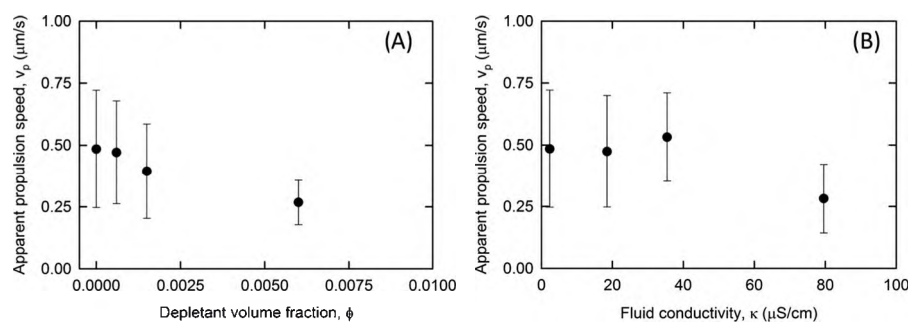 (A)
Apparent propulsion speed, vₚ (μm/s)
1.00
0.75
0.50
0.25
0.00
0.0000 0.0025 0.0050 0.0075 0.0100
Depletant volume fraction, ϕ
(B)
Apparent propulsion speed, vₚ (μm/s)
1.00
0.75
0.50
0.25
0.00
0 20 40 60 80 100
Fluid conductivity, κ (μS/cm)